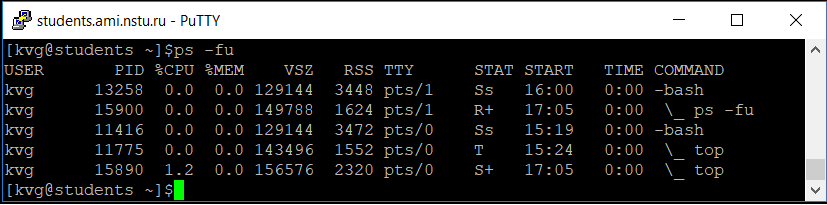 students.ami.nstu.ru - PuTTY
[kvg@students ~]$ps -fu
USER       PID %CPU %MEM    VSZ   RSS TTY      STAT START   TIME COMMAND
kvg      13258  0.0  0.0 129144  3448 pts/1    Ss   16:00   0:00 -bash
kvg      15900  0.0  0.0 149788  1624 pts/1    R+   17:05   0:00  \_ ps -fu
kvg      11416  0.0  0.0 129144  3472 pts/0    Ss   15:19   0:00 -bash
kvg      11775  0.0  0.0 143496  1552 pts/0    T    15:24   0:00  \_ top
kvg      15890  1.2  0.0 156576  2320 pts/0    S+   17:05   0:00  \_ top
[kvg@students ~]$